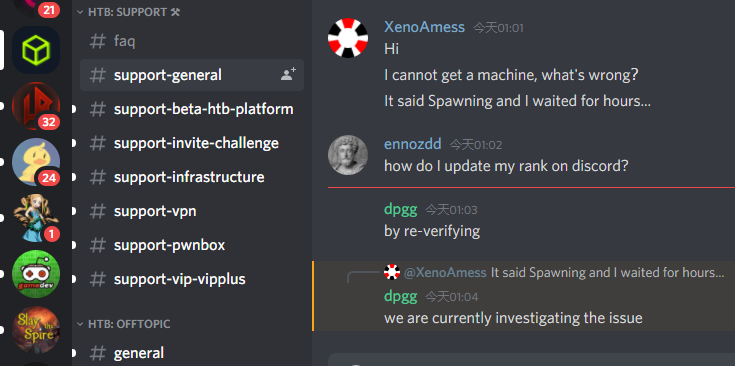 21
32
24
1
gamedev
Slay the Spire
HTB: SUPPORT ⚒
# faq
# support-general
# support-beta-htb-platform
# support-invite-challenge
# support-infrastructure
# support-vpn
# support-pwnbox
# support-vip-vipplus
HTB: OFFTOPIC
# general
XenoAmess 今天01:01
Hi
I cannot get a machine, what's wrong?
It said Spawning and I waited for hours...
ennozdd 今天01:02
how do I update my rank on discord?
dpgg 今天01:03
by re-verifying
@XenoAmess It said Spawning and I waited for hours...
dpgg 今天01:04
we are currently investigating the issue